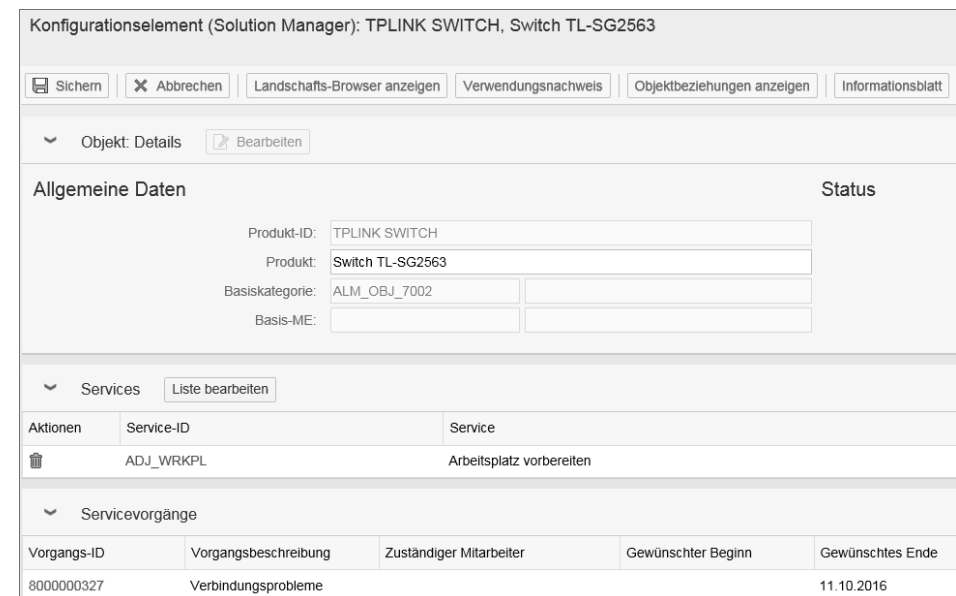 Konfigurationselement (Solution Manager): TPLINK SWITCH, Switch TL-SG2563
Sichern Abbrechen Landschafts-Browser anzeigen Verwendungsnachweis Objektbeziehungen anzeigen Informationsblatt
Objekt: Details Bearbeiten
Allgemeine Daten Status
Produkt-ID: TPLINK SWITCH
Produkt: Switch TL-SG2563
Basiskategorie: ALM_OBJ_7002
Basis-ME:
Services Liste bearbeiten
Aktionen Service-ID Service
ADJ_WRKPL Arbeitsplatz vorbereiten
Servicevorgänge
Vorgangs-ID Vorgangsbeschreibung Zuständiger Mitarbeiter Gewünschter Beginn Gewünschtes Ende
8000000327 Verbindungsprobleme 11.10.2016